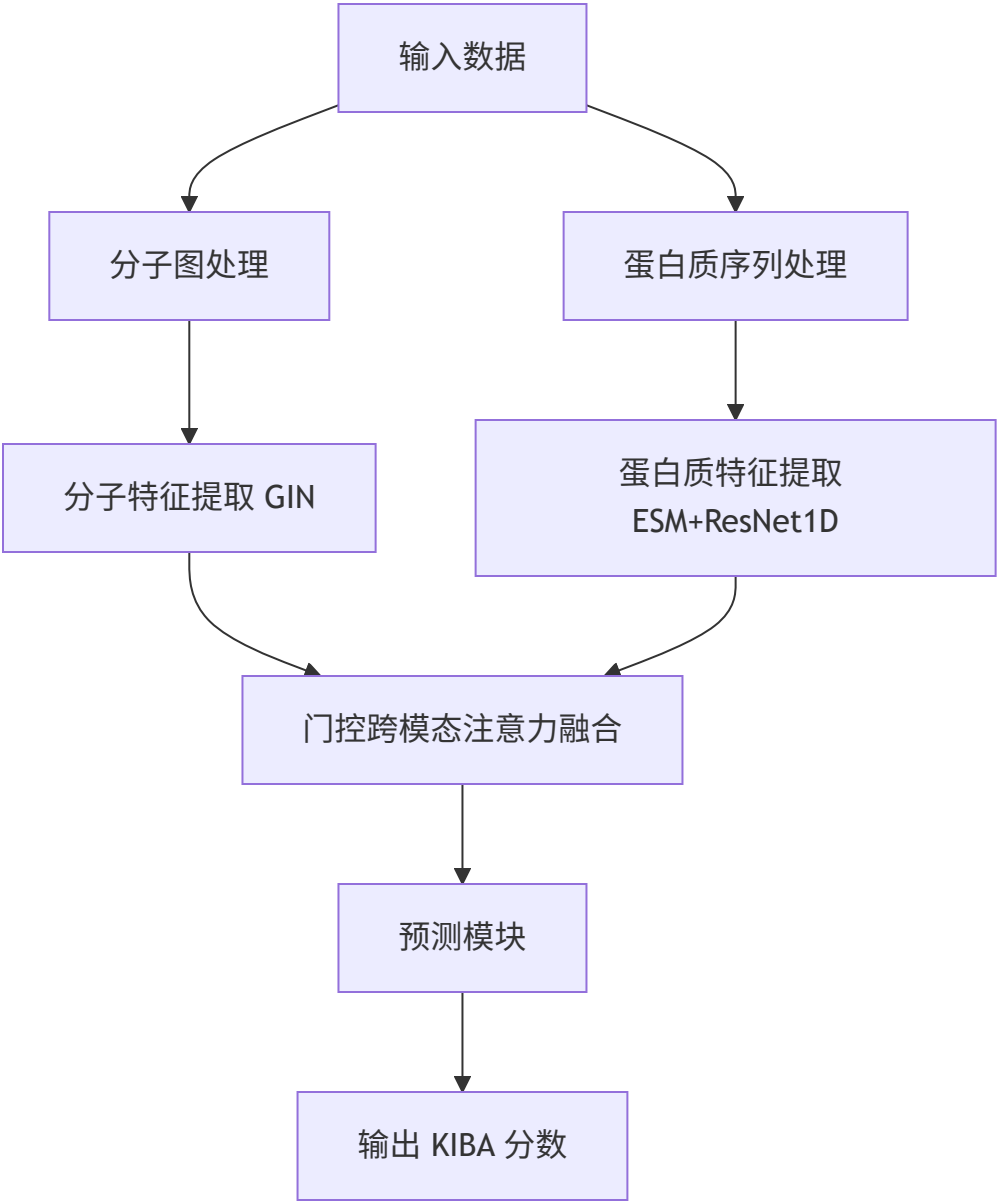 输入数据
分子图处理
蛋白质序列处理
分子特征提取 GIN
蛋白质特征提取
ESM+ResNet1D
门控跨模态注意力融合
预测模块
输出 KIBA 分数